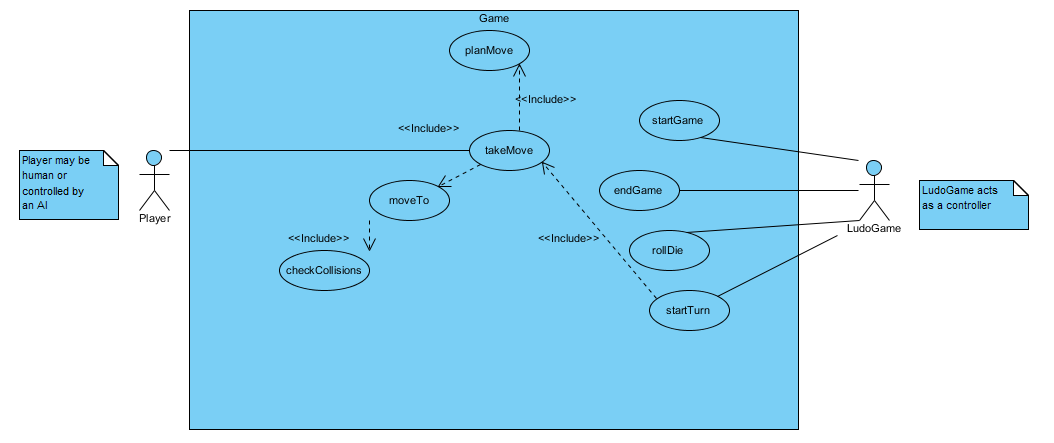 Game
planMove
<<Include>>
<<Include>>
startGame
takeMove
Player may be
human or
controlled by
an AI
Player
moveTo
endGame
LudoGame acts
as a controller
LudoGame
<<Include>>
<<Include>>
rollDie
checkCollisions
startTurn